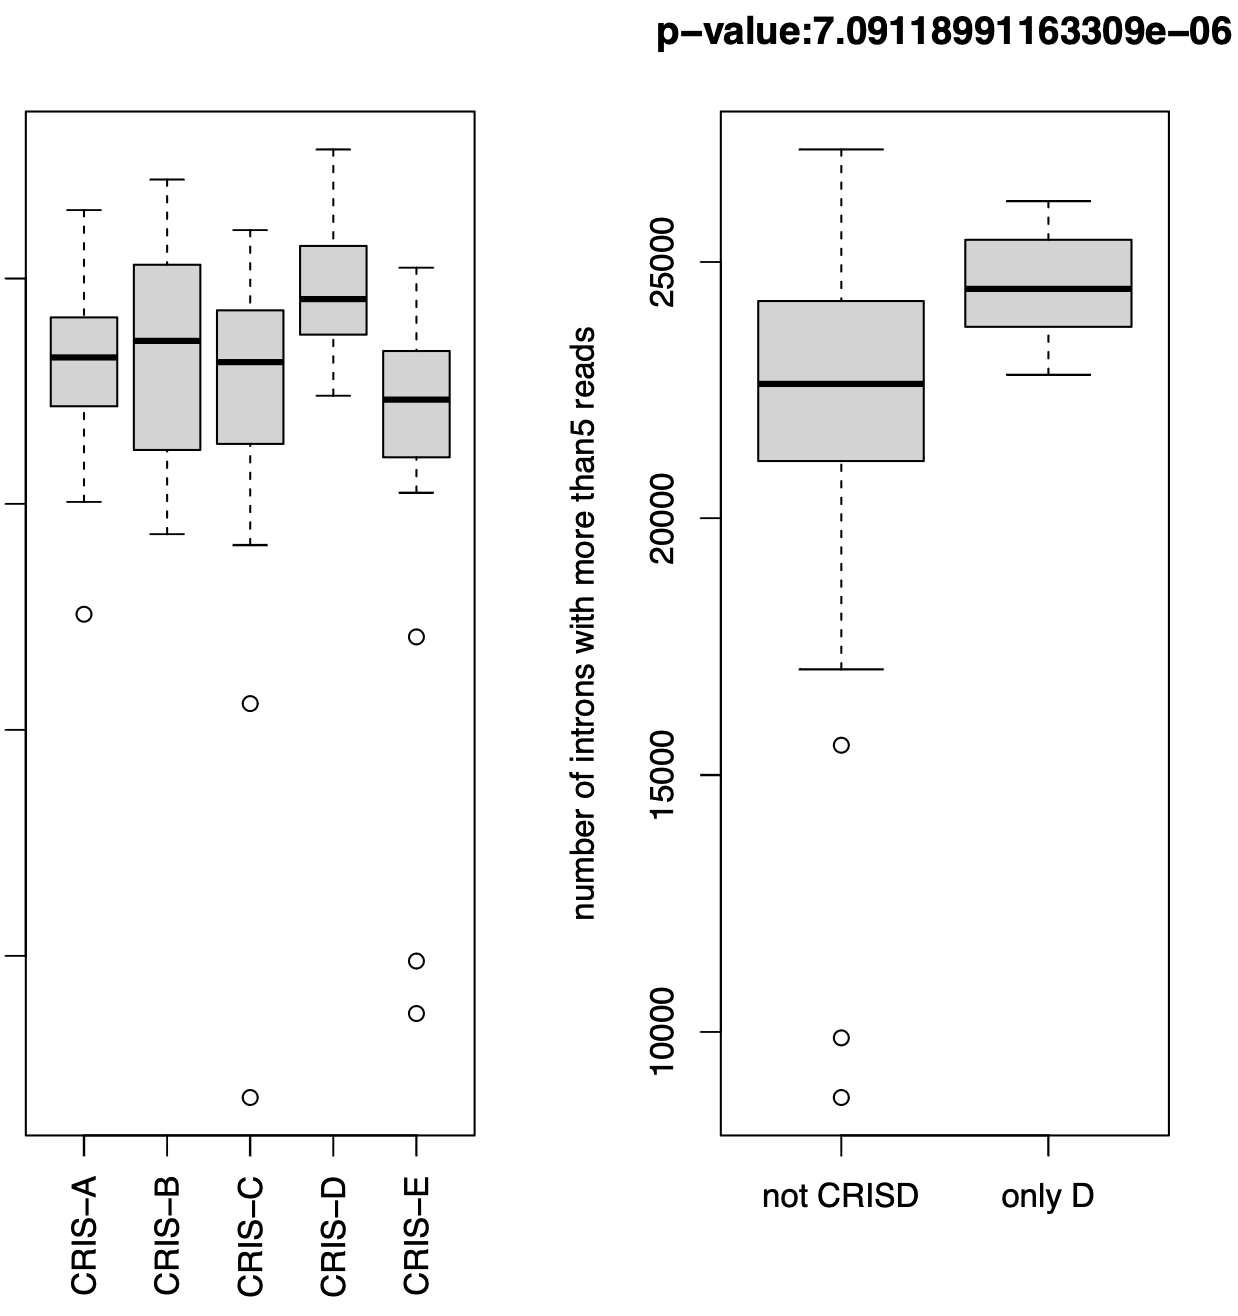 p−value:7.09118991163309e−06
CRIS−A
CRIS−B
CRIS−C
CRIS−D
CRIS−E
number of introns with more than5 reads
25000
20000
15000
10000
not CRISD
only D